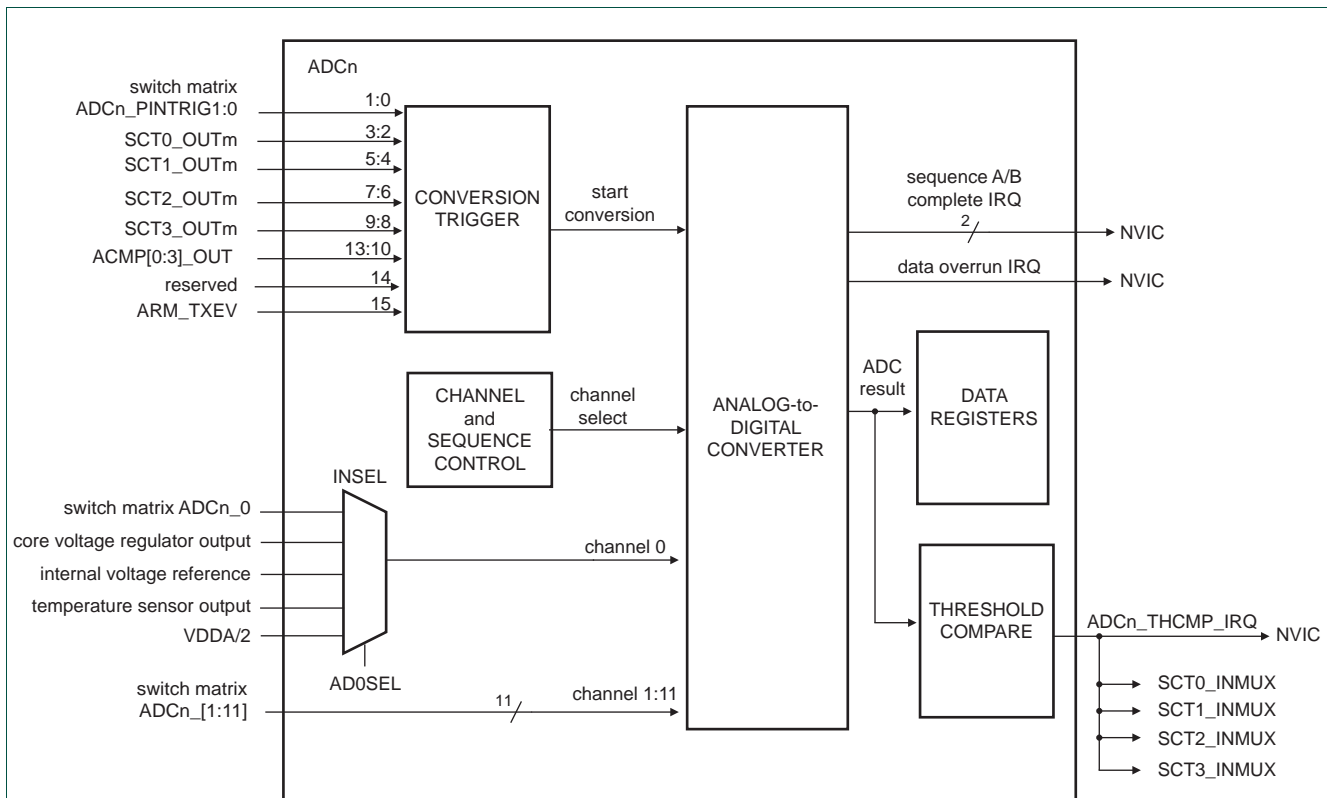 ADCn
switch matrix
ADCn_PINTRIG1:0
1:0
SCT0_OUTm
3:2
SCT1_OUTm
5:4
SCT2_OUTm
7:6
SCT3_OUTm
9:8
ACMP[0:3]_OUT
13:10
reserved
14
ARM_TXEV
15
CONVERSION
TRIGGER
start
conversion
CHANNEL
and
SEQUENCE
CONTROL
channel
select
INSEL
switch matrix ADCn_0
core voltage regulator output
internal voltage reference
temperature sensor output
VDDA/2
AD0SEL
channel 0
switch matrix
ADCn_[1:11]
11
channel 1:11
ANALOG-to-
DIGITAL
CONVERTER
sequence A/B
complete IRQ
2
NVIC
data overrun IRQ
NVIC
ADC
result
DATA
REGISTERS
THRESHOLD
COMPARE
ADCn_THCMP_IRQ
NVIC
SCT0_INMUX
SCT1_INMUX
SCT2_INMUX
SCT3_INMUX